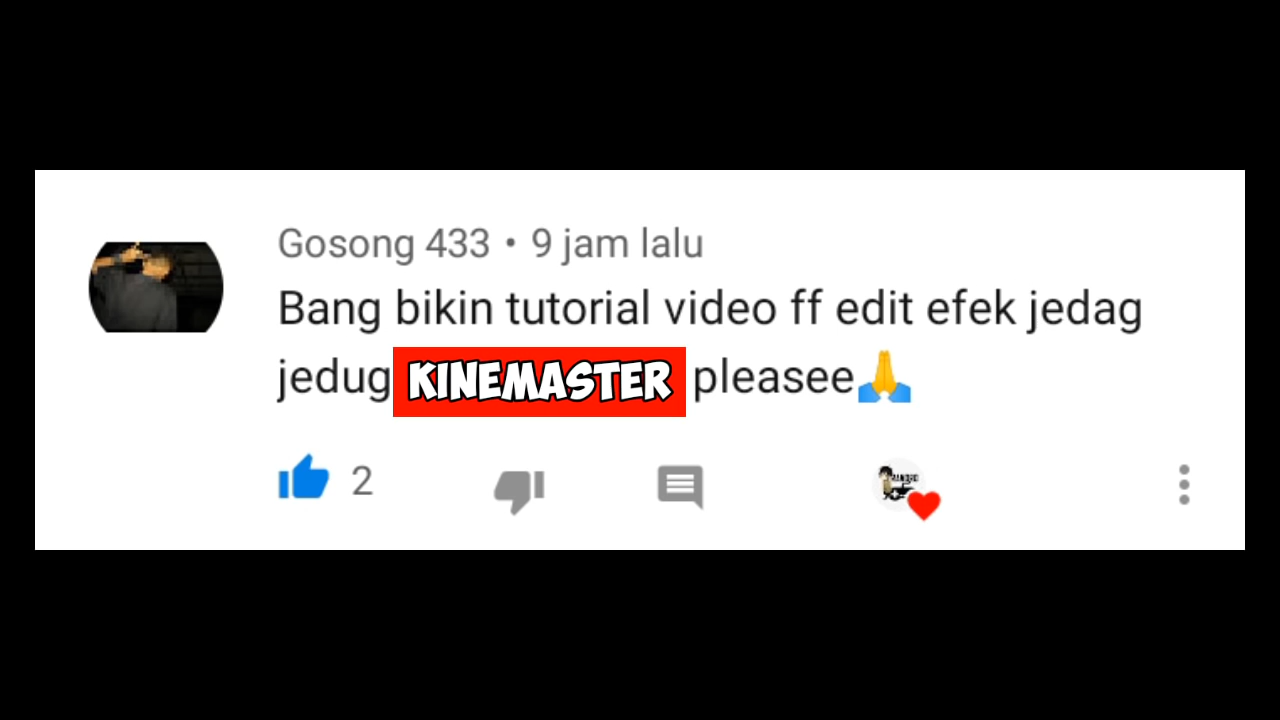 Gosong 433 • 9 jam lalu
Bang bikin tutorial video ff edit efek jedag
jedug KINEMASTER pleasee🙏
2